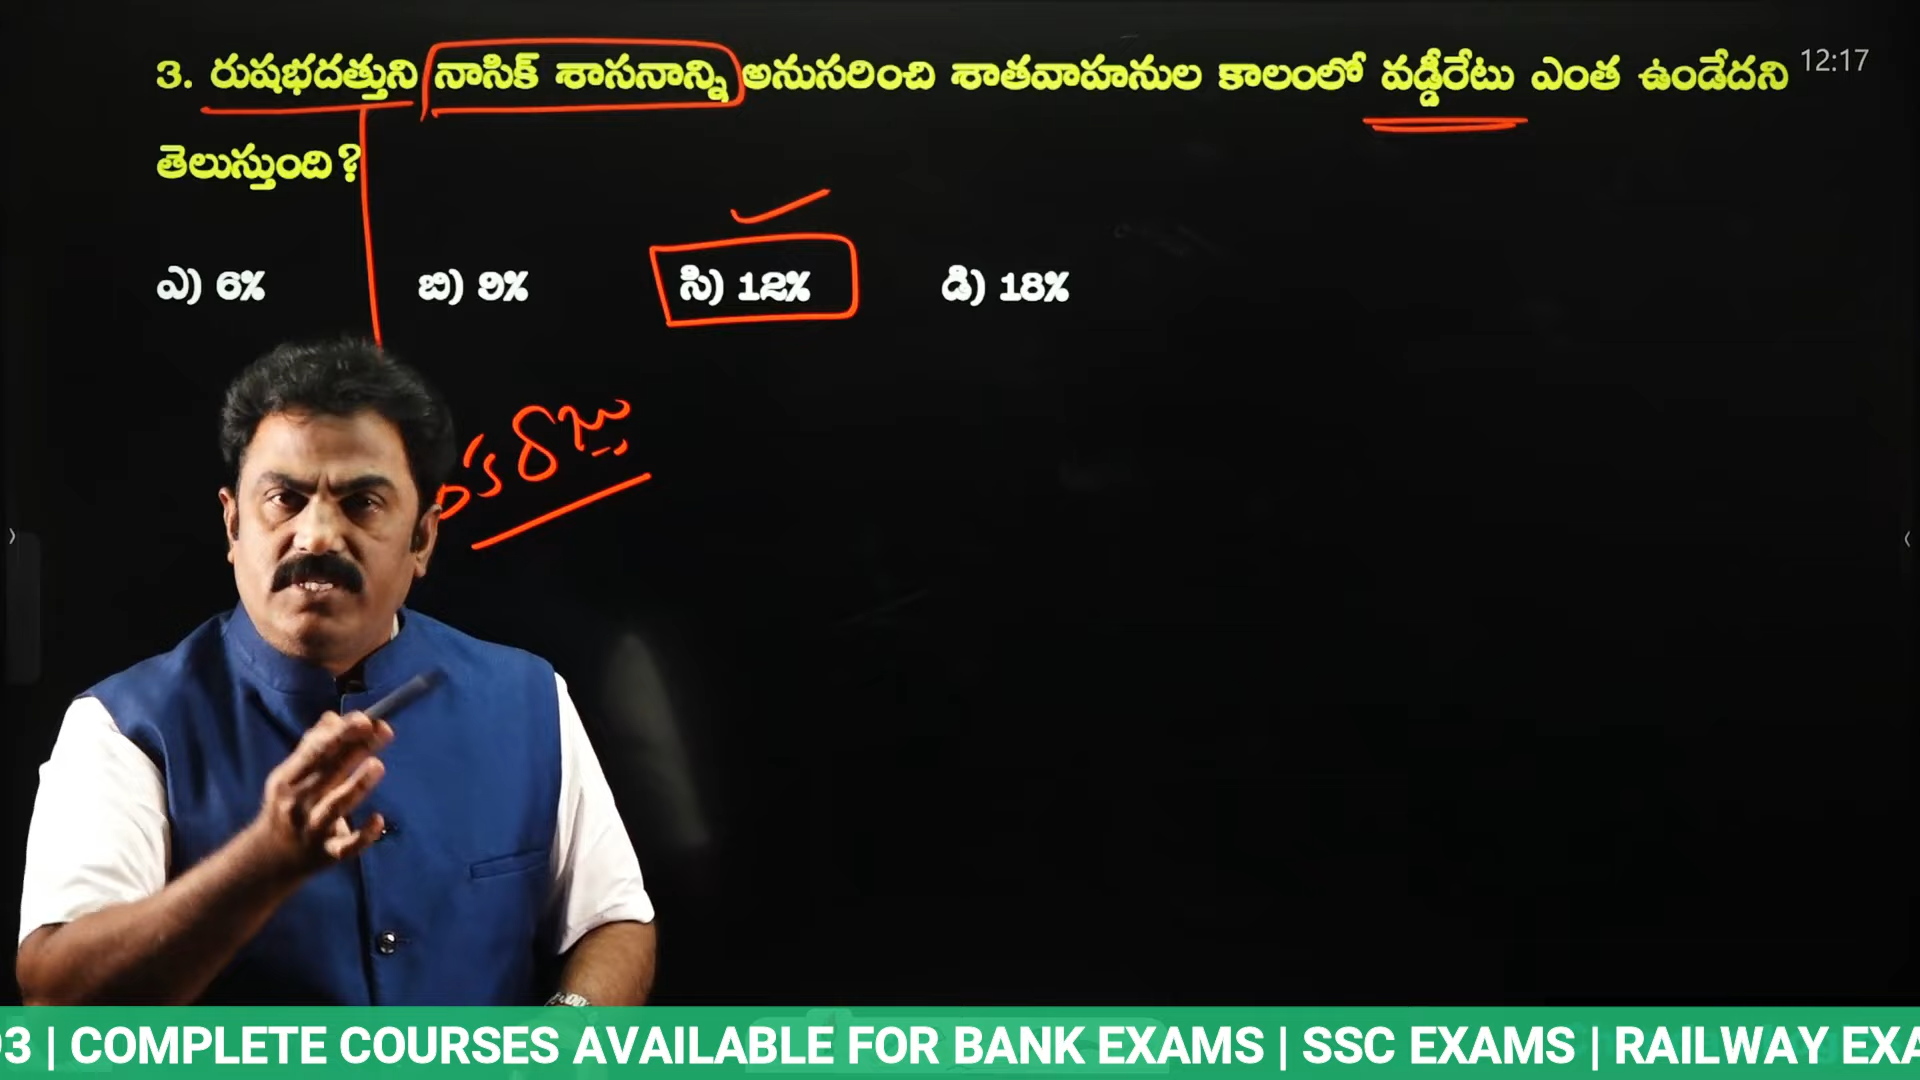 3. రుషభదత్తుని నాసిక్ శాసనాన్ని అనుసరించి శాతవాహనుల కాలంలో వడ్డీరేటు ఎంత ఉండేదని 12:17
తెలుస్తుంది?
ఎ) 6% బి) 9% సి) 12% డి) 18%
93 | COMPLETE COURSES AVAILABLE FOR BANK EXAMS | SSC EXAMS | RAILWAY EXA